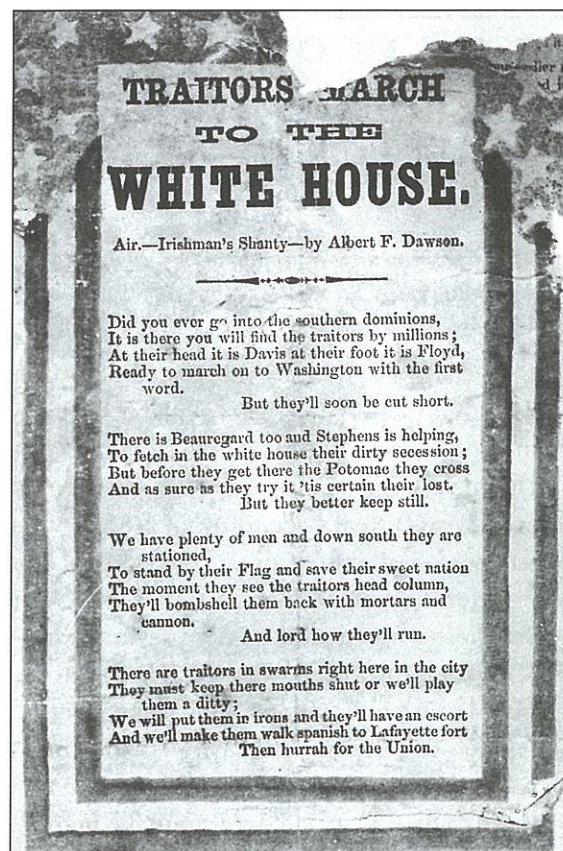 No
TRAITORS MARCH
TO THE
WHITE HOUSE.
Air.—Irishman's Shanty—by Albert F. Dawson.
Did you ever go into the southern dominions,
It is there you will find the traitors by millions;
At their head it is Davis at their foot it is Floyd,
Ready to march on to Washington with the first
word.
But they'll soon be cut short.
There is Beauregard too and Stephens is helping,
To fetch in the white house their dirty secession;
But before they get there the Potomac they cross
And as sure as they try it 'tis certain their lost.
But they better keep still.
We have plenty of men and down south they are
stationed,
To stand by their Flag and save their sweet nation
The moment they see the traitors head column,
They'll bombshell them back with mortars and
cannon.
And lord how they'll run.
There are traitors in swarms right here in the city
They must keep there mouths shut or we'll play
them a ditty;
We will put them in irons and they'll have an escort
And we'll make them walk spanish to Lafayette fort
Then hurrah for the Union.